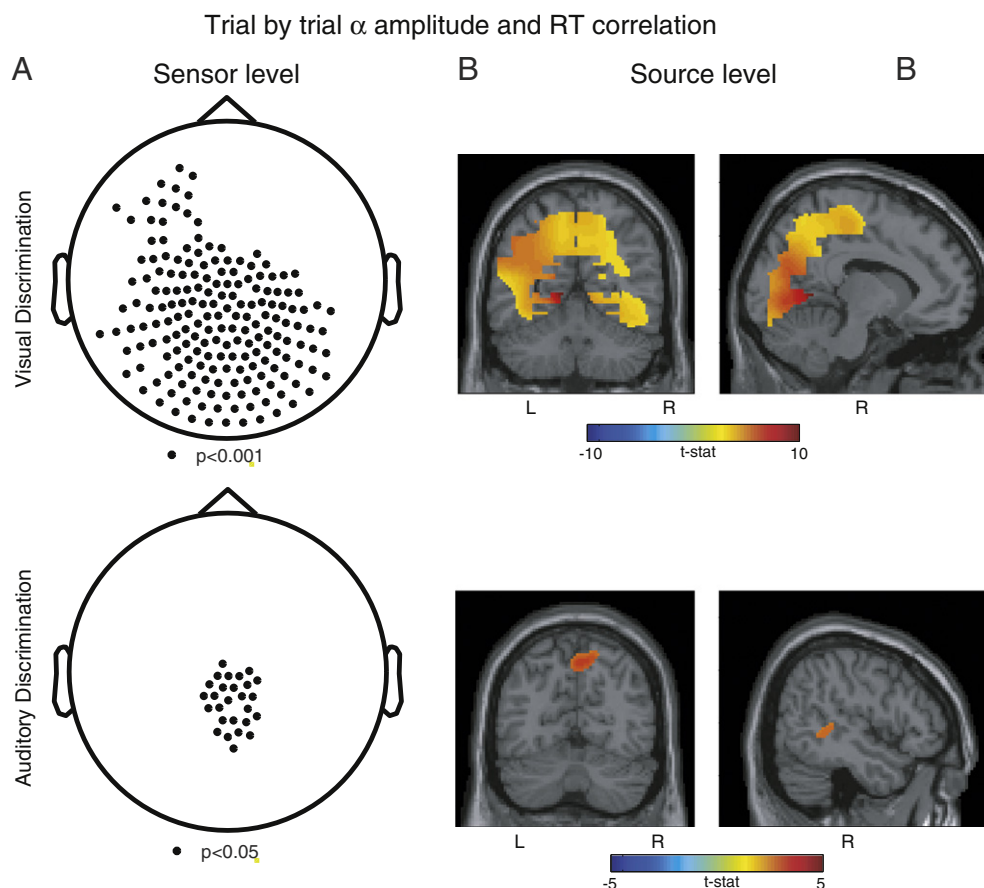 Trial by trial α amplitude and RT correlation
A
Sensor level
B
Source level
B
Visual Discrimination
L
R
R
-10
t-stat
10
p<0.001
Auditory Discrimination
L
R
R
p<0.05
-5
t-stat
5